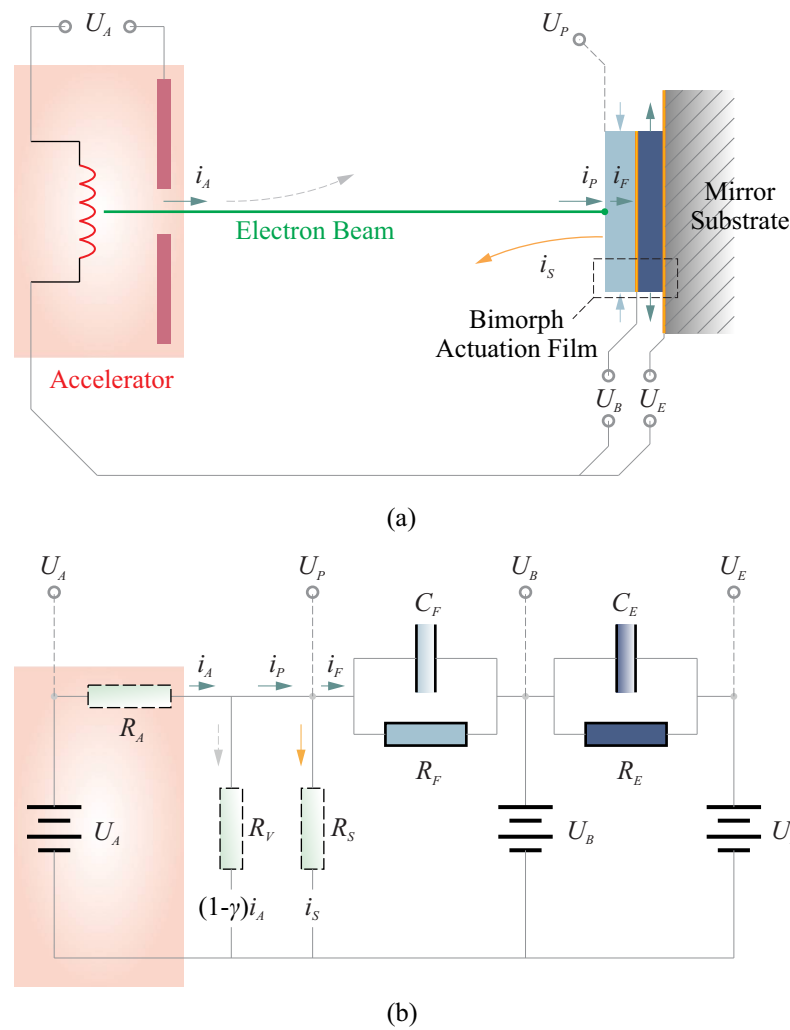 U_A
U_P
i_A
i_P
i_F
Mirror
Substrate
Electron Beam
i_S
Bimorph
Actuation Film
Accelerator
U_B
U_E
(a)
U_A
U_P
U_B
U_E
C_F
C_E
i_A
i_P
i_F
R_A
R_F
R_E
U_A
R_V
R_S
U_B
U
(1-γ)i_A
i_S
(b)